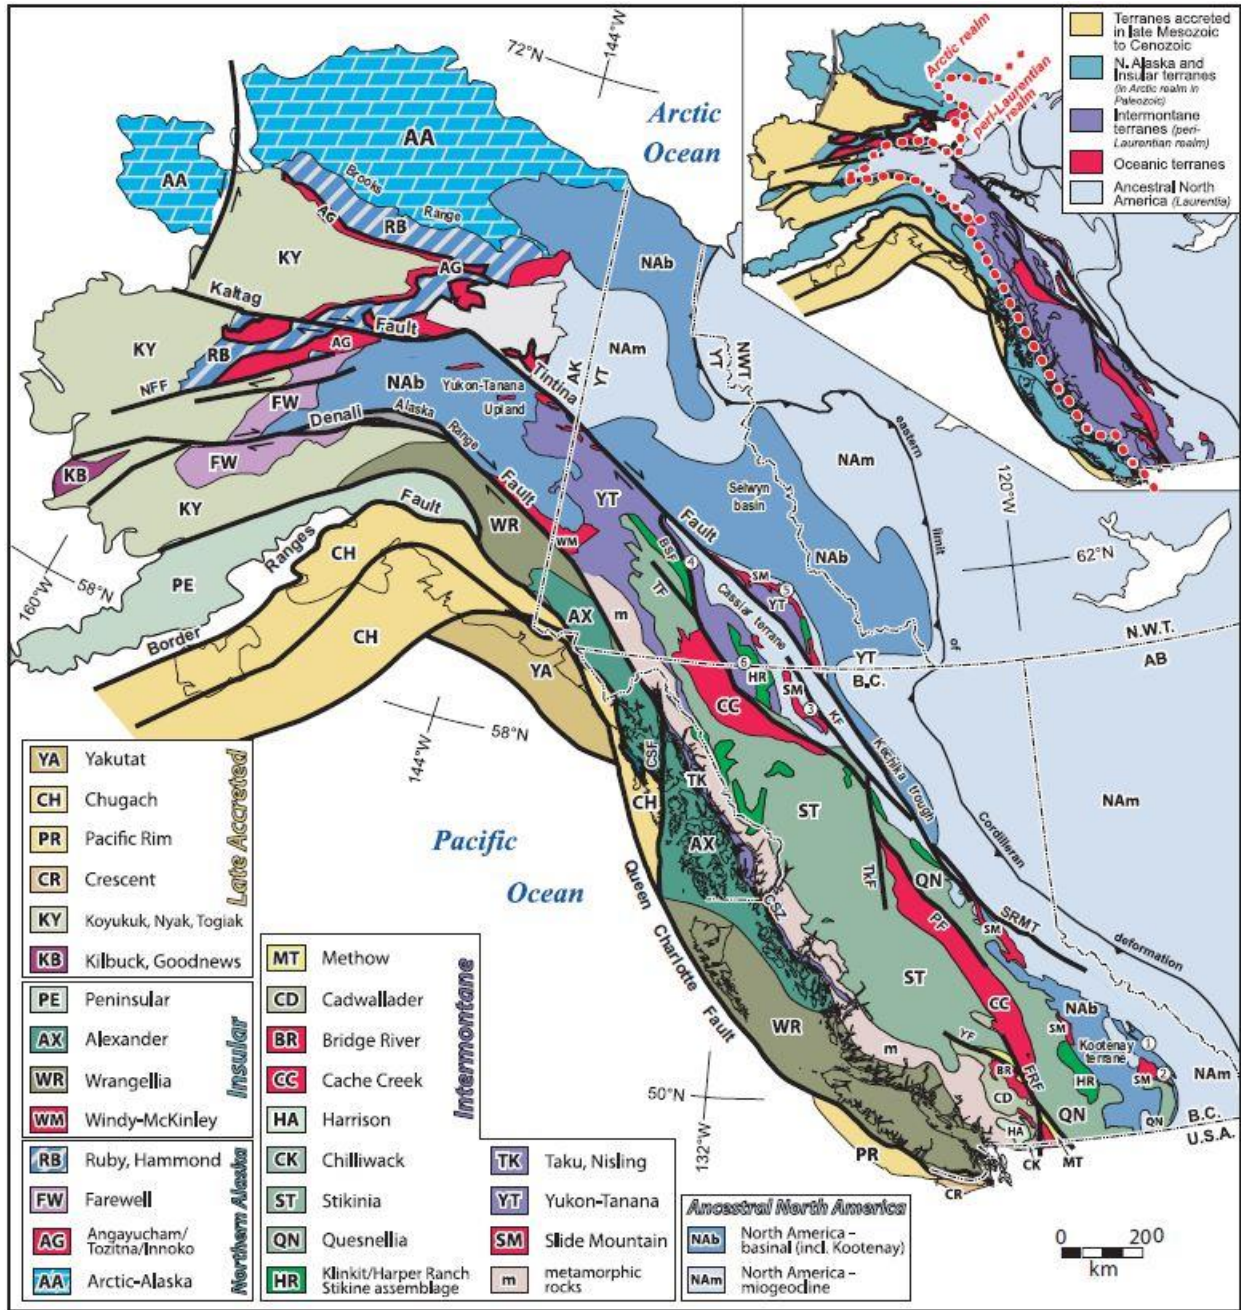 72°N
144°W
Arctic
Ocean
AA
AA
Brooks
Range
AG
RB
KY
AG
NAb
Kaltag
Fault
KY
RB
AG
NFF
NAm
AK
YT
NWT
YT
Tintina
NAb
Yukon-Tanana
Upland
FW
Denali
Alaska
Range
Fault
FW
KB
KY
Fault
WR
WM
YT
Fault
Selwyn
basin
NAb
NAm
eastern
limit
of
Cordilleran
deformation
120°W
62°N
160°W
58°N
PE
Ranges
CH
Border
CH
YA
AX
m
TF
BSF
4
SM
5
YT
Cassiar terrane
6
HR
SM
3
KF
YT
B.C.
N.W.T.
AB
CC
Kechika trough
NAm
144°W
58°N
CSF
CH
TK
AX
ST
CSZ
TkF
QN
PF
SM
SRMT
Pacific
Ocean
Queen
Charlotte
Fault
ST
CC
WR
m
YF
BR
CD
FRF
HA
CK
MT
QN
HR
SM
NAb
Kootenay
terrane
1
SM
2
QN
NAm
B.C.
U.S.A.
50°N
132°W
PR
CR
0
200
km
Arctic realm
peri-Laurentian
realm
Terranes accreted
in late Mesozoic
to Cenozoic
N. Alaska and
Insular terranes
(in Arctic realm in
Paleozoic)
Intermontane
terranes (peri-
Laurentian realm)
Oceanic terranes
Ancestral North
America (Laurentia)
Late Accreted
YA Yakutat
CH Chugach
PR Pacific Rim
CR Crescent
KY Koyukuk, Nyak, Togiak
KB Kilbuck, Goodnews
Insular
PE Peninsular
AX Alexander
WR Wrangellia
WM Windy-McKinley
Northern Alaska
RB Ruby, Hammond
FW Farewell
AG Angayucham/
Tozitna/Innoko
AA Arctic-Alaska
Intermontane
MT Methow
CD Cadwallader
BR Bridge River
CC Cache Creek
HA Harrison
CK Chilliwack
ST Stikinia
QN Quesnellia
HR Klinkit/Harper Ranch
Stikine assemblage
TK Taku, Nisling
YT Yukon-Tanana
SM Slide Mountain
m metamorphic
rocks
Ancestral North America
NAb North America –
basinal (incl. Kootenay)
NAm North America –
miogeocline